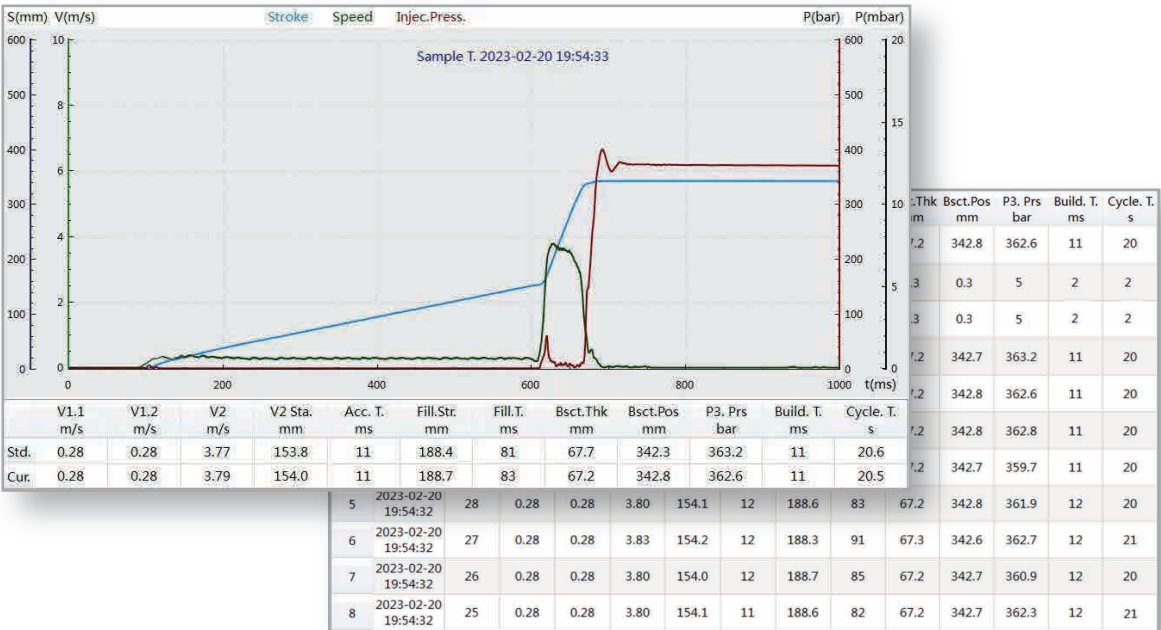 S(mm) V(m/s) Stroke Speed Injec.Press. P(bar) P(mbar)
Sample T. 2023-02-20 19:54:33
600 10 600 20
500 500
8
15
400 400
6
300 300 10
4
200 200
5
2
100 100
0 0 0 0
0 200 400 600 800 1000 t(ms)
V1.1 V1.2 V2 V2 Sta. Acc. T. Fill.Str. Fill.T. Bsct.Thk Bsct.Pos P3. Prs Build. T. Cycle. T.
m/s m/s m/s mm ms mm ms mm mm bar ms s
Std. 0.28 0.28 3.77 153.8 11 188.4 81 67.7 342.3 363.2 11 20.6
Cur. 0.28 0.28 3.79 154.0 11 188.7 83 67.2 342.8 362.6 11 20.5
.Thk Bsct.Pos P3. Prs Build. T. Cycle. T.
mm bar ms s
.2 342.8 362.6 11 20
.3 0.3 5 2 2
.3 0.3 5 2 2
.2 342.7 363.2 11 20
.2 342.8 362.6 11 20
.2 342.8 362.8 11 20
.2 342.7 359.7 11 20
5 2023-02-20 19:54:32 28 0.28 0.28 3.80 154.1 12 188.6 83 67.2 342.8 361.9 12 20
6 2023-02-20 19:54:32 27 0.28 0.28 3.83 154.2 12 188.3 91 67.3 342.6 362.7 12 21
7 2023-02-20 19:54:32 26 0.28 0.28 3.80 154.0 12 188.7 85 67.2 342.7 360.9 12 20
8 2023-02-20 19:54:32 25 0.28 0.28 3.80 154.1 11 188.6 82 67.2 342.7 362.3 12 21